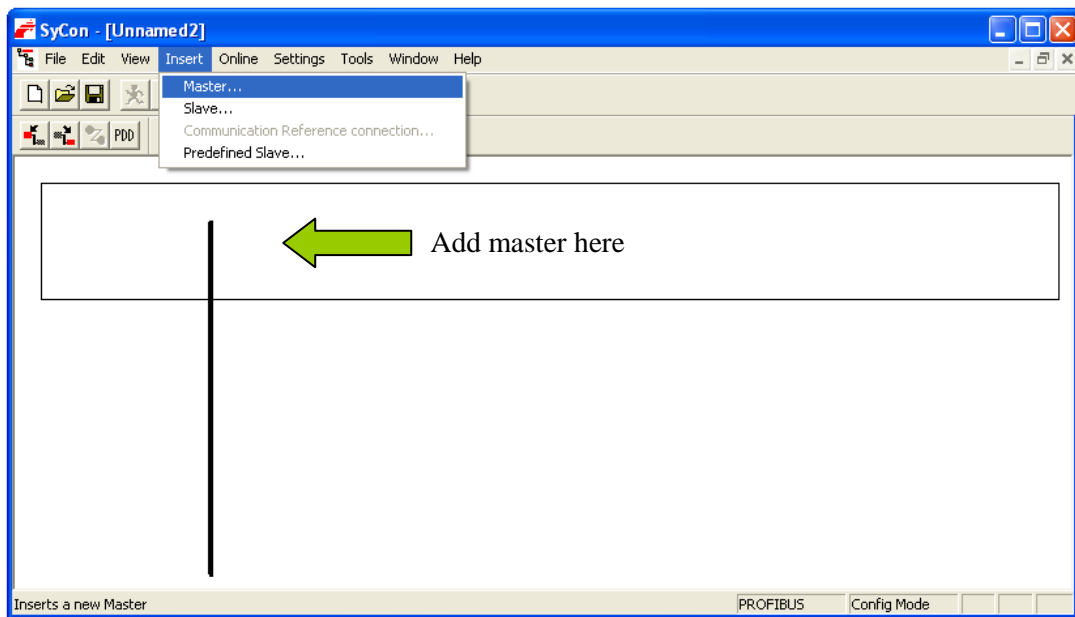 SyCon - [Unnamed2]
File Edit View Insert Online Settings Tools Window Help
Master...
Slave...
Communication Reference connection...
Predefined Slave...
PDD
Add master here
Inserts a new Master PROFIBUS Config Mode